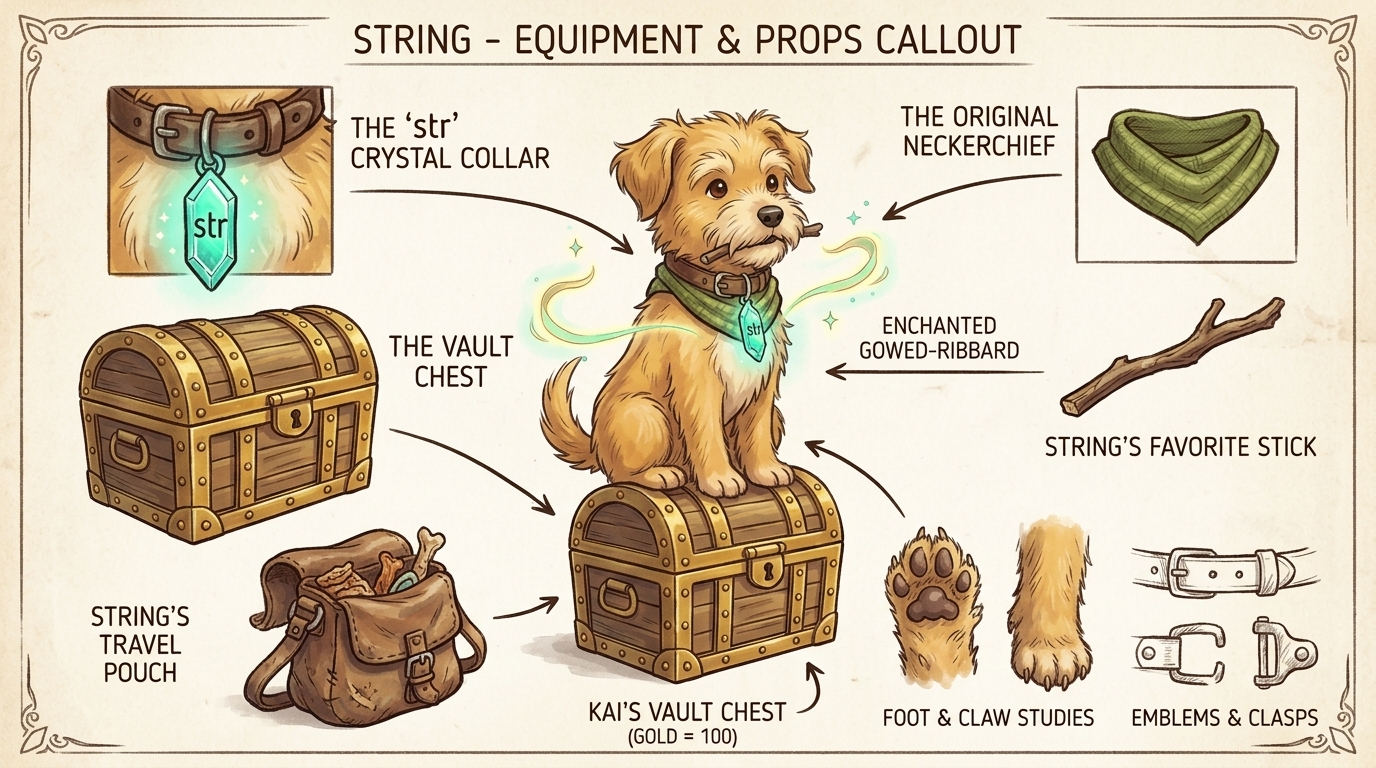 STRING - EQUIPMENT & PROPS CALLOUT
THE 'str'
CRYSTAL COLLAR
str
THE ORIGINAL
NECKERCHIEF
str
ENCHANTED
GOWED-RIBBARD
THE VAULT
CHEST
STRING'S FAVORITE STICK
STRING'S
TRAVEL
POUCH
KAI'S VAULT CHEST
(GOLD = 100)
FOOT & CLAW STUDIES
EMBLEMS & CLASPS